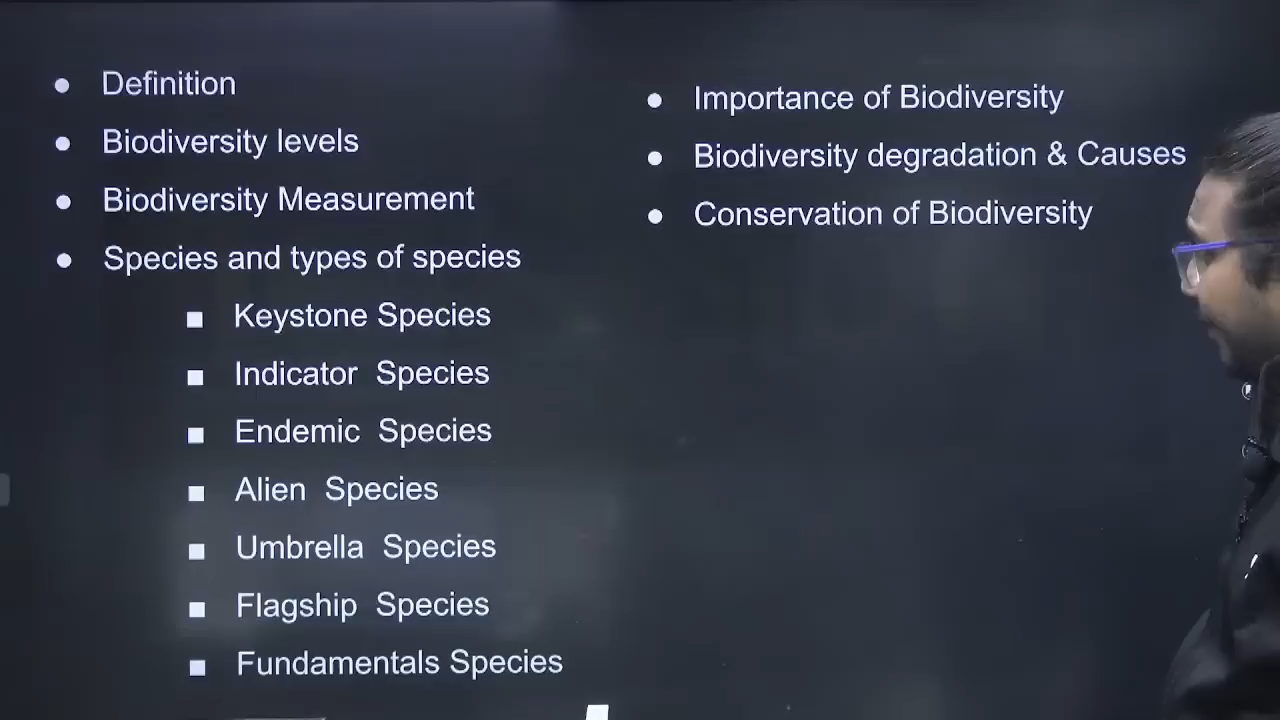 Definition
Biodiversity levels
Biodiversity Measurement
Species and types of species
Keystone Species
Indicator Species
Endemic Species
Alien Species
Umbrella Species
Flagship Species
Fundamentals Species
Importance of Biodiversity
Biodiversity degradation & Causes
Conservation of Biodiversity